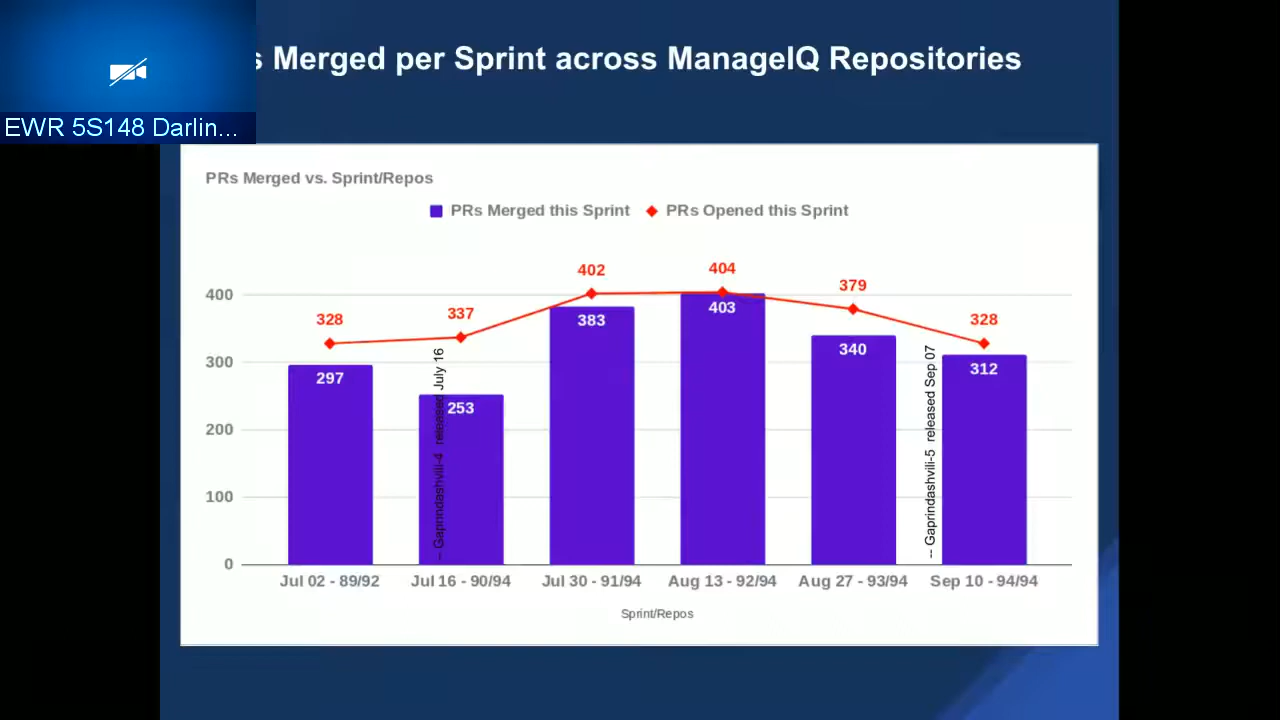 s Merged per Sprint across ManageIQ Repositories
EWR 5S148 Darlin...
PRs Merged vs. Sprint/Repos
PRs Merged this Sprint
PRs Opened this Sprint
400
300
200
100
0
328
337
402
404
379
328
297
253
383
403
340
312
-- Gaprindashvili-4 released July 16
-- Gaprindashvili-5 released Sep 07
Jul 02 - 89/92
Jul 16 - 90/94
Jul 30 - 91/94
Aug 13 - 92/94
Aug 27 - 93/94
Sep 10 - 94/94
Sprint/Repos